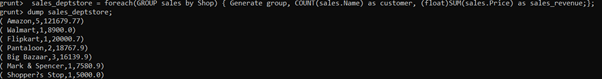 grunt>  sales_deptstore = foreach(GROUP sales by Shop) { Generate group, COUNT(sales.Name) as customer, (float)SUM(sales.Price) as sales_revenue;};
grunt> dump sales_deptstore;
( Amazon,5,121679.77)
( Walmart,1,8900.0)
( Flipkart,1,20000.7)
( Pantaloon,2,18767.9)
( Big Bazaar,3,16139.9)
( Mark & Spencer,1,7580.9)
( Shopper?s Stop,1,5000.0)